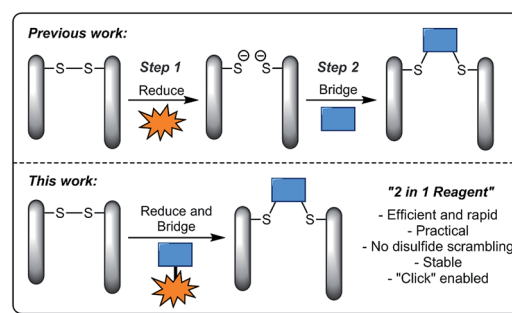 Previous work:
S—S
Step 1
Reduce
S⊖ ⊖S
Step 2
Bridge
S S
This work:
S—S
Reduce and
Bridge
S S
"2 in 1 Reagent"
- Efficient and rapid
- Practical
- No disulfide scrambling
- Stable
- "Click" enabled